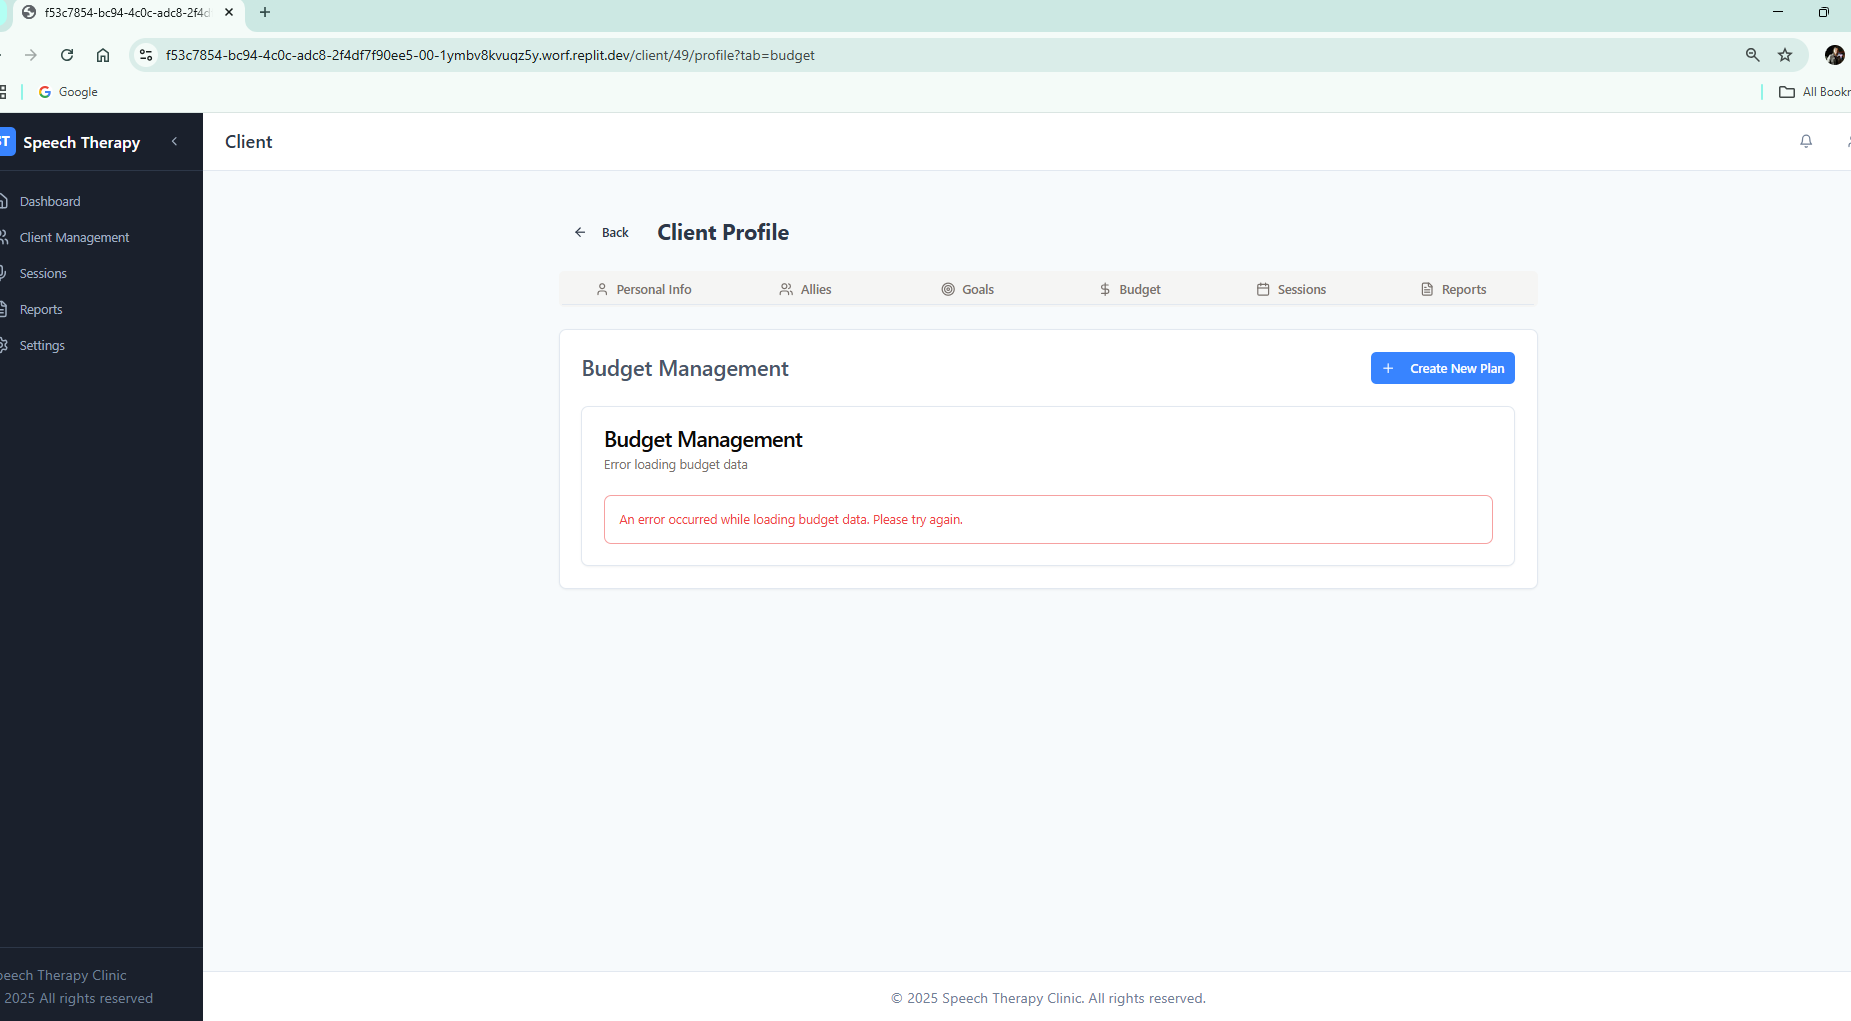 f53c7854-bc94-4c0c-adc8-2f4d
f53c7854-bc94-4c0c-adc8-2f4df7f90ee5-00-1ymbv8kvuqz5y.worf.replit.dev/client/49/profile?tab=budget
Google
All Bookr
ST Speech Therapy
Client
Dashboard
Client Management
Sessions
Reports
Settings
Back
Client Profile
Personal Info
Allies
Goals
Budget
Sessions
Reports
Budget Management
Create New Plan
Budget Management
Error loading budget data
An error occurred while loading budget data. Please try again.
peech Therapy Clinic
2025 All rights reserved
© 2025 Speech Therapy Clinic. All rights reserved.